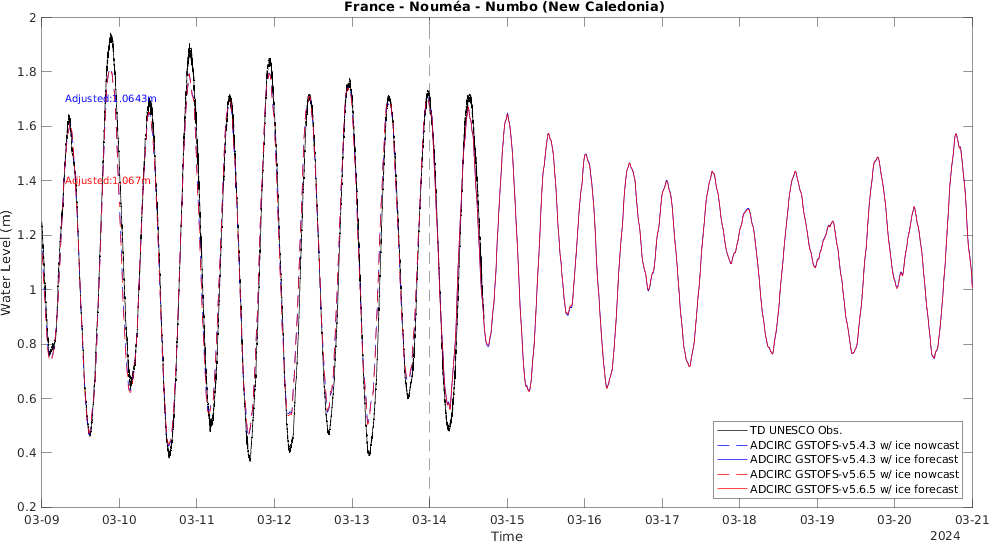 France - Nouméa - Numbo (New Caledonia)
2
1.8
1.6
1.4
1.2
1
0.8
0.6
0.4
0.2
Water Level (m)
Adjusted:1.0643m
Adjusted:1.067m
TD UNESCO Obs.
ADCIRC GSTOFS-v5.4.3 w/ ice nowcast
ADCIRC GSTOFS-v5.4.3 w/ ice forecast
ADCIRC GSTOFS-v5.6.5 w/ ice nowcast
ADCIRC GSTOFS-v5.6.5 w/ ice forecast
03-09 03-10 03-11 03-12 03-13 03-14 03-15 03-16 03-17 03-18 03-19 03-20 03-21
Time
2024